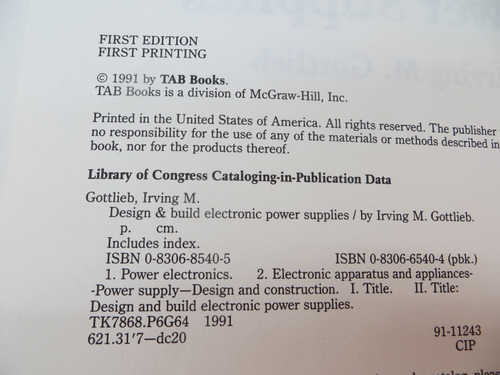 FIRST EDITION
FIRST PRINTING
© 1991 by TAB Books.
TAB Books is a division of McGraw-Hill, Inc.
Printed in the United States of America. All rights reserved. The publisher
no responsibility for the use of any of the materials or methods described in
book, nor for the products thereof.
Library of Congress Cataloging-in-Publication Data
Gottlieb, Irving M.
Design & build electronic power supplies / by Irving M. Gottlieb.
p. cm.
Includes index.
ISBN 0-8306-8540-5 ISBN 0-8306-6540-4 (pbk.)
1. Power electronics. 2. Electronic apparatus and appliances-
-Power supply—Design and construction. I. Title. II. Title:
Design and build electronic power supplies.
TK7868.P6G64 1991
621.31'7—dc20 91-11243
CIP